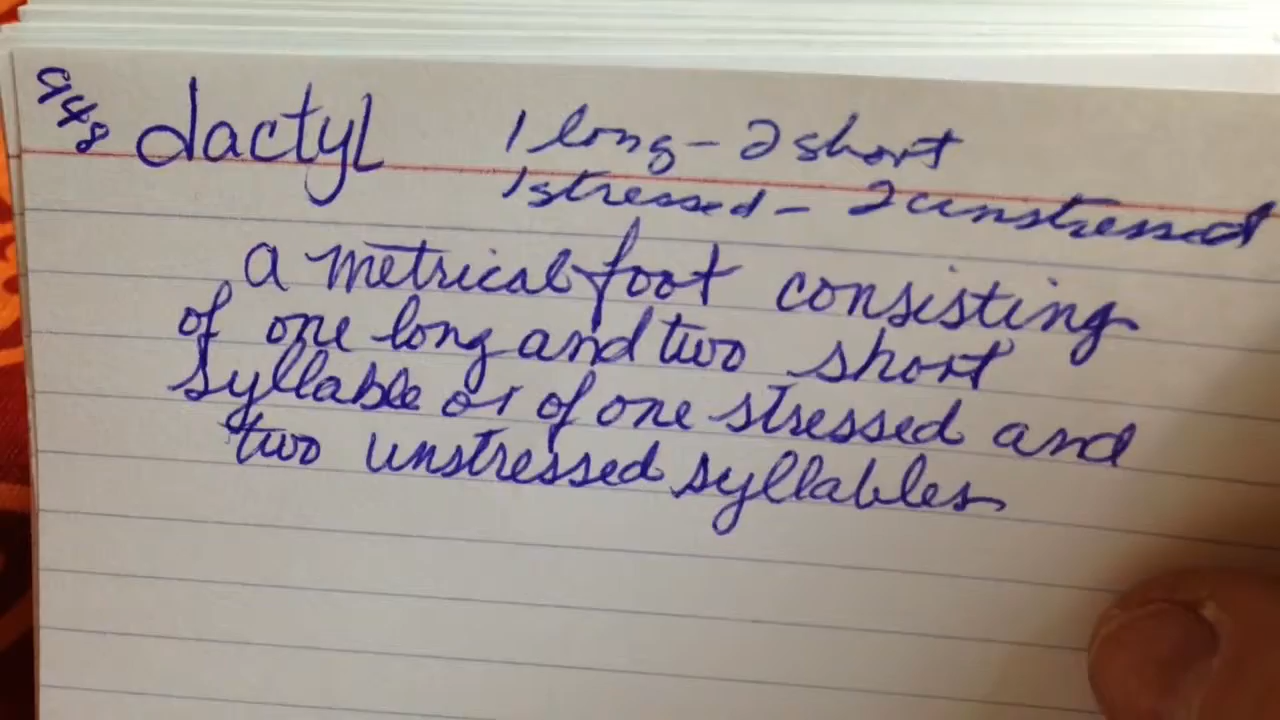 948 dactyl 1 long - 2 short
1 stressed - 2 unstressed
a metrical foot consisting
of one long and two short
syllable or of one stressed and
two unstressed syllables